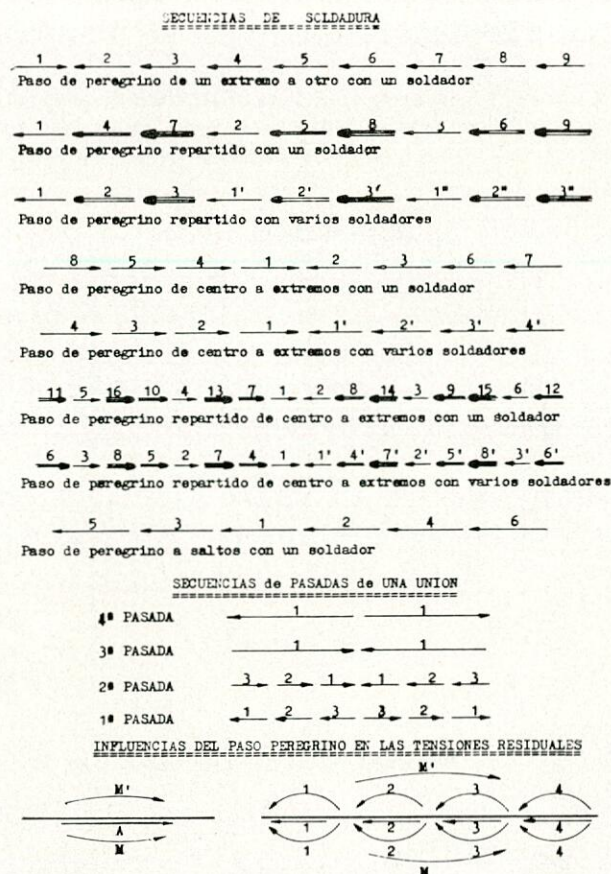 SECUENCIAS DE SOLDADURA
1 2 3 4 5 6 7 8 9
Paso de peregrino de un extremo a otro con un soldador
1 4 7 2 5 8 3 6 9
Paso de peregrino repartido con un soldador
1 2 3 1' 2' 3' 1" 2" 3"
Paso de peregrino repartido con varios soldadores
8 5 4 1 2 3 6 7
Paso de peregrino de centro a extremos con un soldador
4 3 2 1 1' 2' 3' 4'
Paso de peregrino de centro a extremos con varios soldadores
11 5 16 10 4 13 7 1 2 8 14 3 9 15 6 12
Paso de peregrino repartido de centro a extremos con un soldador
6 3 8 5 2 7 4 1 1' 4' 7' 2' 5' 8' 3' 6'
Paso de peregrino repartido de centro a extremos con varios soldadores
5 3 1 2 4 6
Paso de peregrino a saltos con un soldador
SECUENCIAS de PASADAS de UNA UNION
4ª PASADA 1 1
3ª PASADA 1 1
2ª PASADA 3 2 1 1 2 3
1ª PASADA 1 2 3 3 2 1
INFLUENCIAS DEL PASO PEREGRINO EN LAS TENSIONES RESIDUALES
M' M'
1 2 3 4
A 1 2 3 4
M 1 2 3 4
M